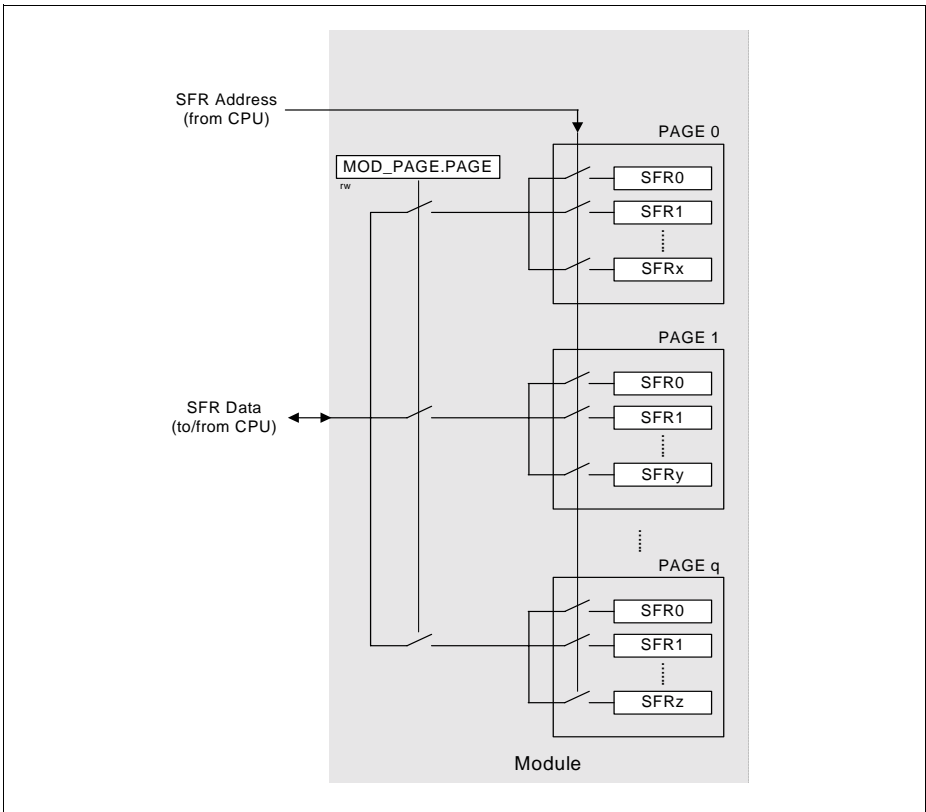 SFR Address
(from CPU)
PAGE 0
MOD_PAGE.PAGE
rw
SFR0
SFR1
SFRx
PAGE 1
SFR0
SFR Data
(to/from CPU)
SFR1
SFRy
PAGE q
SFR0
SFR1
SFRz
Module